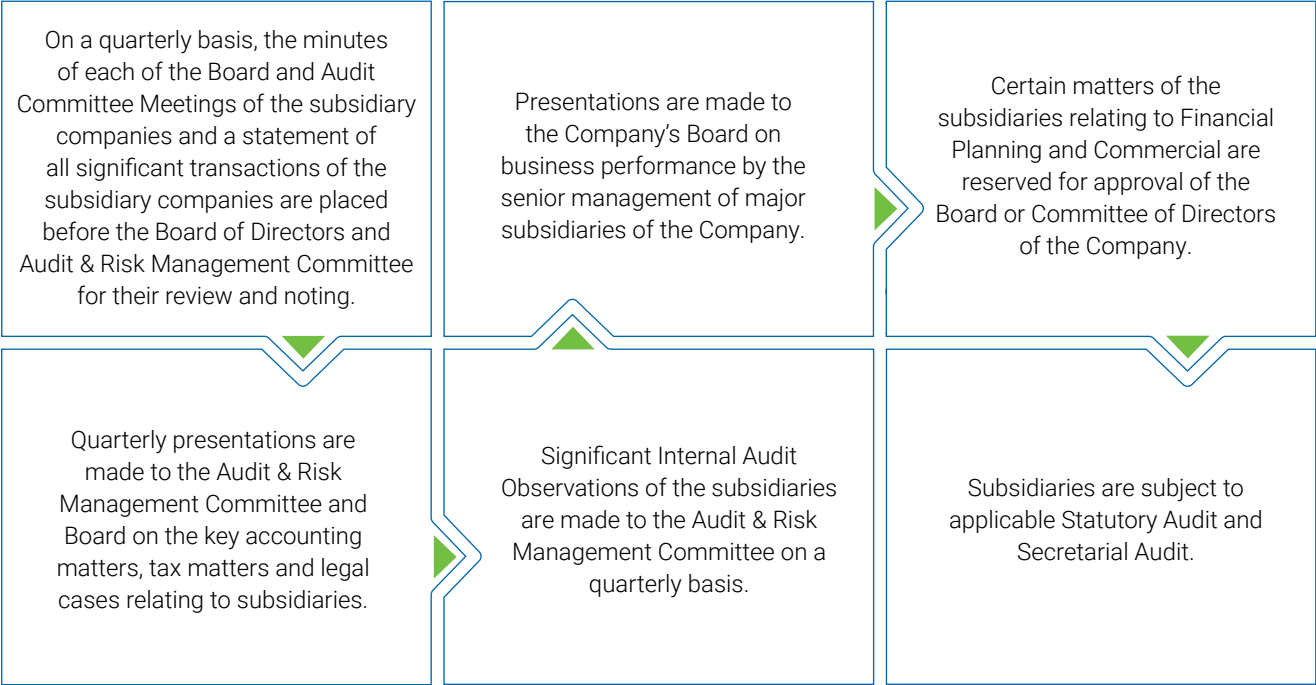 On a quarterly basis, the minutes
of each of the Board and Audit
Committee Meetings of the subsidiary
companies and a statement of
all significant transactions of the
subsidiary companies are placed
before the Board of Directors and
Audit & Risk Management Committee
for their review and noting.
Quarterly presentations are
made to the Audit & Risk
Management Committee and
Board on the key accounting
matters, tax matters and legal
cases relating to subsidiaries.
Significant Internal Audit
Observations of the subsidiaries
are made to the Audit & Risk
Management Committee on a
quarterly basis.
Presentations are made to
the Company's Board on
business performance by the
senior management of major
subsidiaries of the Company.
Certain matters of the
subsidiaries relating to Financial
Planning and Commercial are
reserved for approval of the
Board or Committee of Directors
of the Company.
Subsidiaries are subject to
applicable Statutory Audit and
Secretarial Audit.